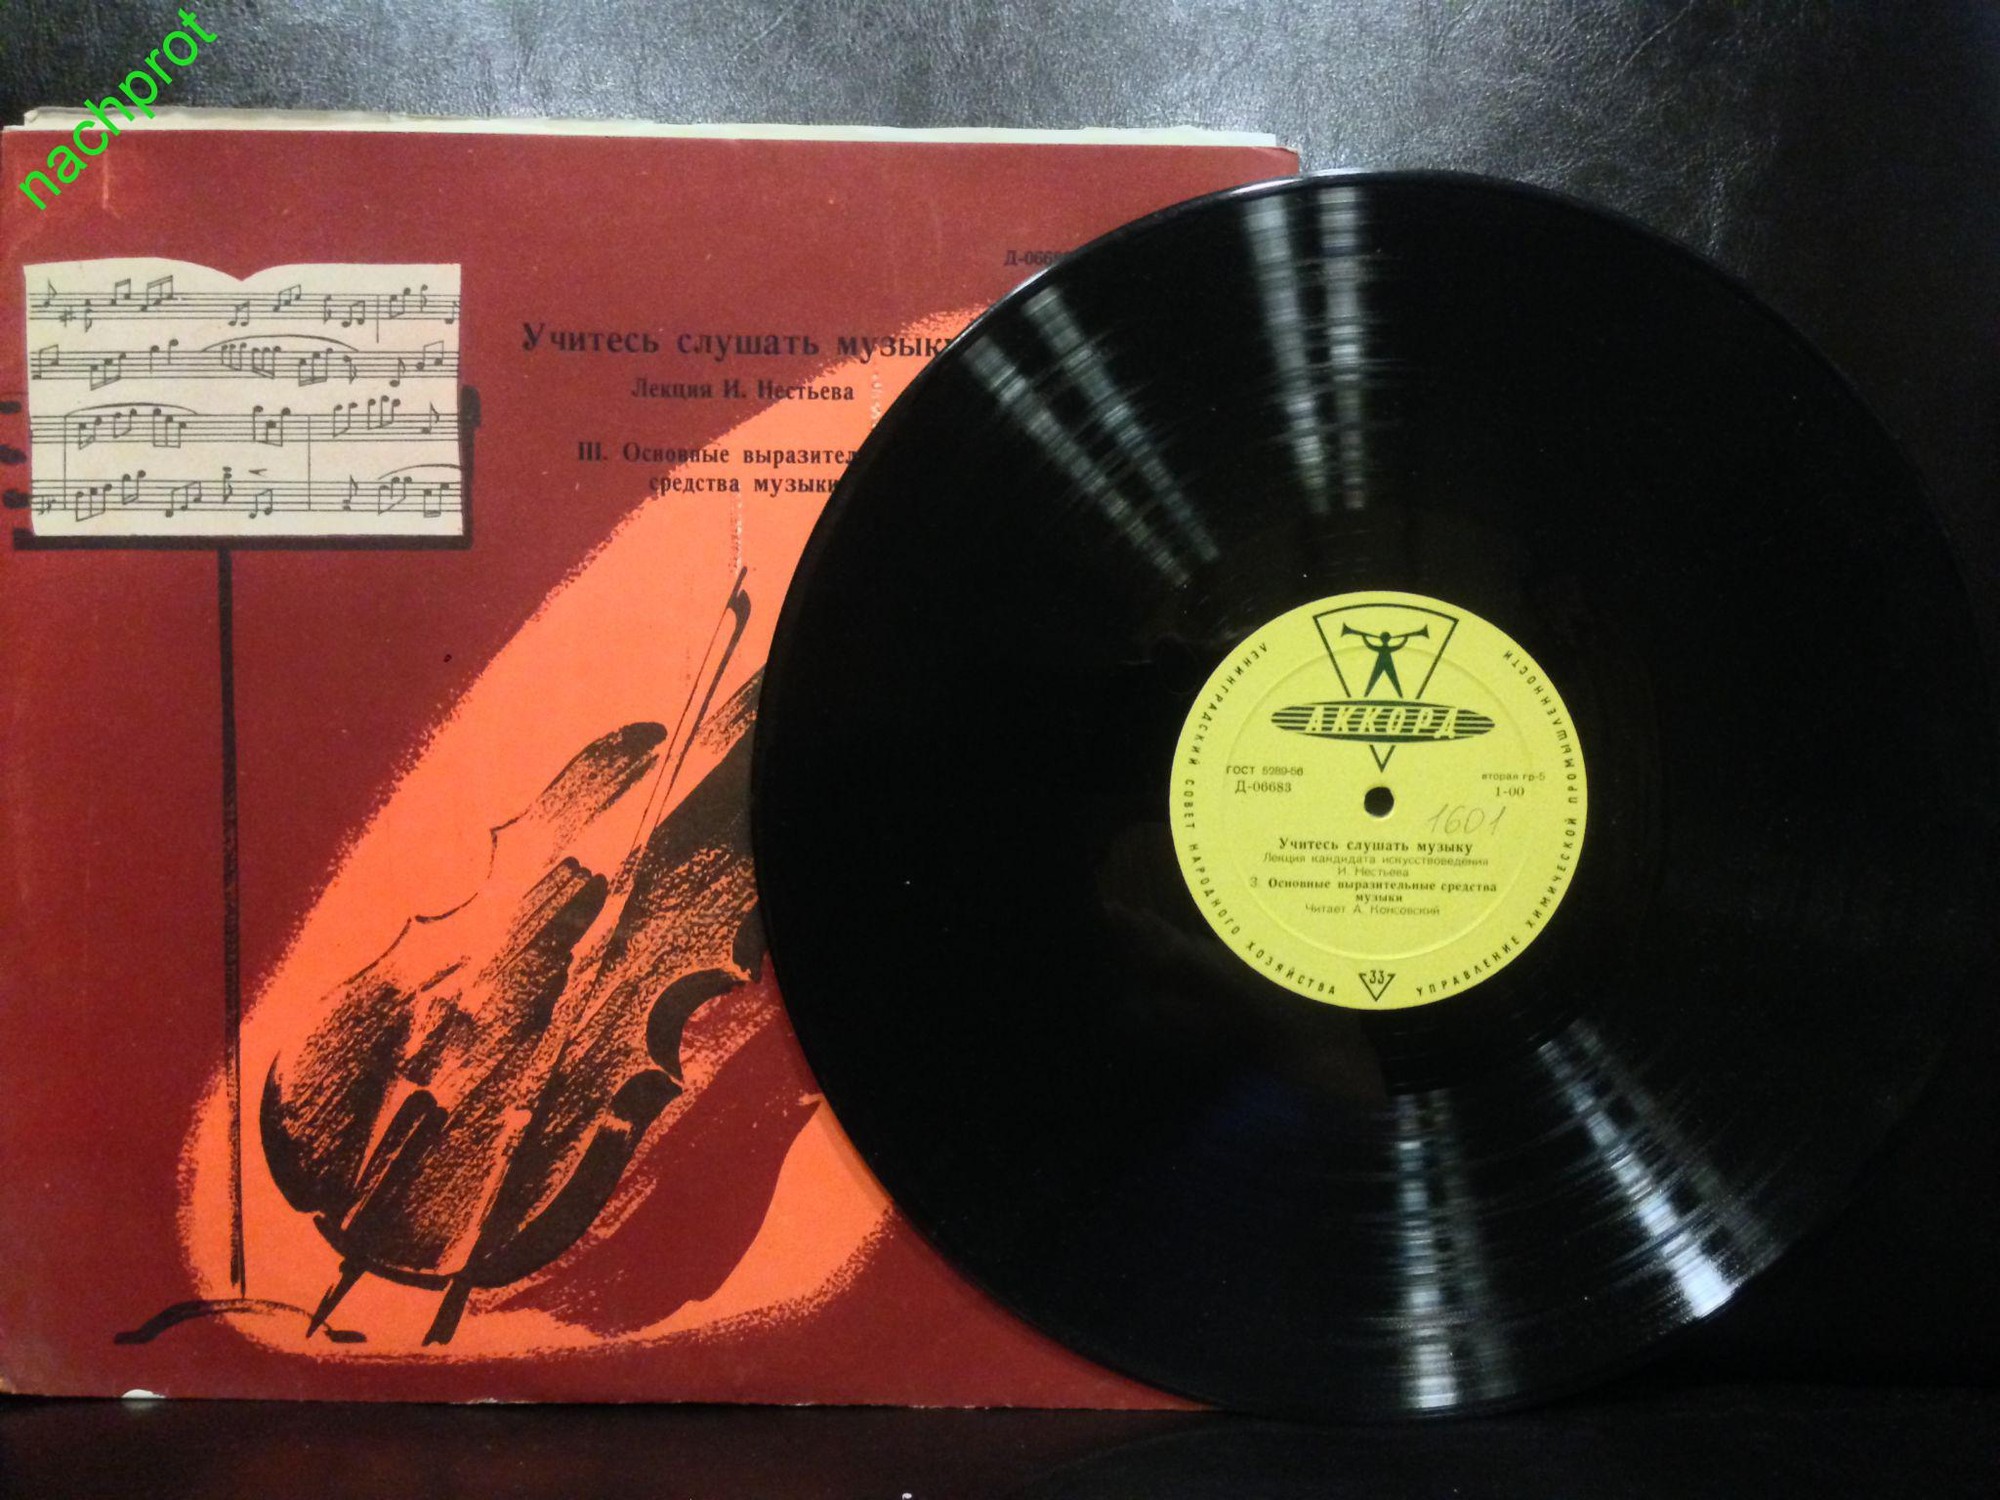 nachprot
Д-0668
Учитесь слушать музыку
Лекция И. Нестьева
III. Основные выразител
средства музыки
АККОРД
ЛЕНИНГРАДСКИЙ СОВЕТ НАРОДНОГО ХОЗЯЙСТВА
УПРАВЛЕНИЕ ХИМИЧЕСКОЙ ПРОМЫШЛЕННОСТИ
ГОСТ 5289-56
Д-06683
вторая гр-5
1-00
1601
Учитесь слушать музыку
Лекция кандидата искусствоведения
И. Нестьева
3. Основные выразительные средства
музыки
Читает А. Консовский
33